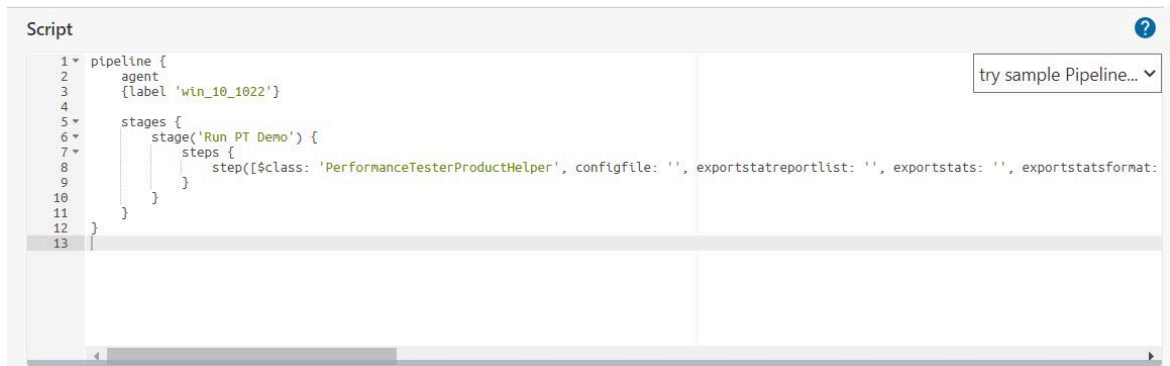 Script
?
try sample Pipeline...
1 pipeline {
2 agent
3 {label 'win_10_1022'}
4
5 stages {
6 stage('Run PT Demo') {
7 steps {
8 step([$class: 'PerformanceTesterProductHelper', configfile: '', exportstatreportlist: '', exportstats: '', exportstatsformat:
9 }
10 }
11 }
12 }
13